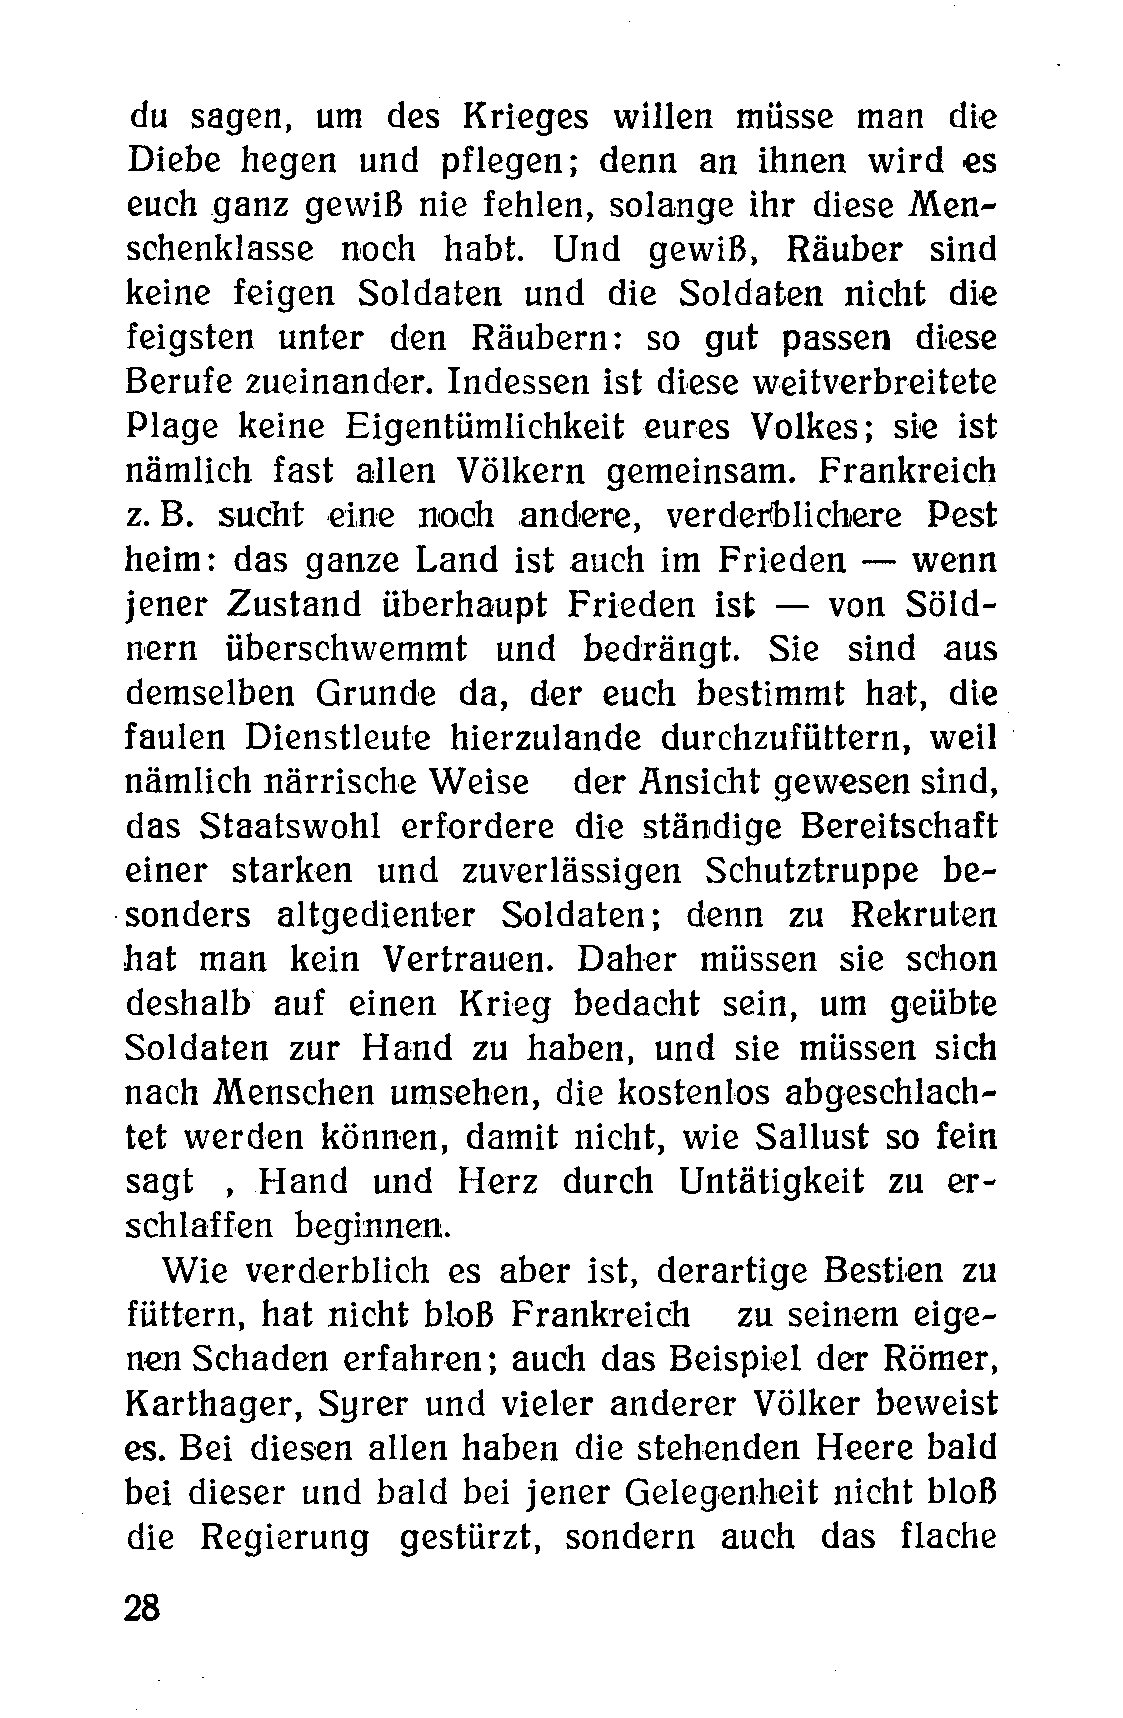 du sagen, um des Krieges willen müsse man die
Diebe hegen und pflegen; denn an ihnen wird es
euch ganz gewiß nie fehlen, solange ihr diese Men-
schenklasse noch habt. Und gewiß, Räuber sind
keine feigen Soldaten und die Soldaten nicht die
feigsten unter den Räubern: so gut passen diese
Berufe zueinander. Indessen ist diese weitverbreitete
Plage keine Eigentümlichkeit eures Volkes; sie ist
nämlich fast allen Völkern gemeinsam. Frankreich
z. B. sucht eine noch andere, verderblichere Pest
heim: das ganze Land ist auch im Frieden — wenn
jener Zustand überhaupt Frieden ist — von Söld-
nern überschwemmt und bedrängt. Sie sind aus
demselben Grunde da, der euch bestimmt hat, die
faulen Dienstleute hierzulande durchzufüttern, weil
nämlich närrische Weise der Ansicht gewesen sind,
das Staatswohl erfordere die ständige Bereitschaft
einer starken und zuverlässigen Schutztruppe be-
sonders altgedienter Soldaten; denn zu Rekruten
hat man kein Vertrauen. Daher müssen sie schon
deshalb auf einen Krieg bedacht sein, um geübte
Soldaten zur Hand zu haben, und sie müssen sich
nach Menschen umsehen, die kostenlos abgeschlach-
tet werden können, damit nicht, wie Sallust so fein
sagt , Hand und Herz durch Untätigkeit zu er-
schlaffen beginnen.
Wie verderblich es aber ist, derartige Bestien zu
füttern, hat nicht bloß Frankreich zu seinem eige-
nen Schaden erfahren; auch das Beispiel der Römer,
Karthager, Syrer und vieler anderer Völker beweist
es. Bei diesen allen haben die stehenden Heere bald
bei dieser und bald bei jener Gelegenheit nicht bloß
die Regierung gestürzt, sondern auch das flache
28